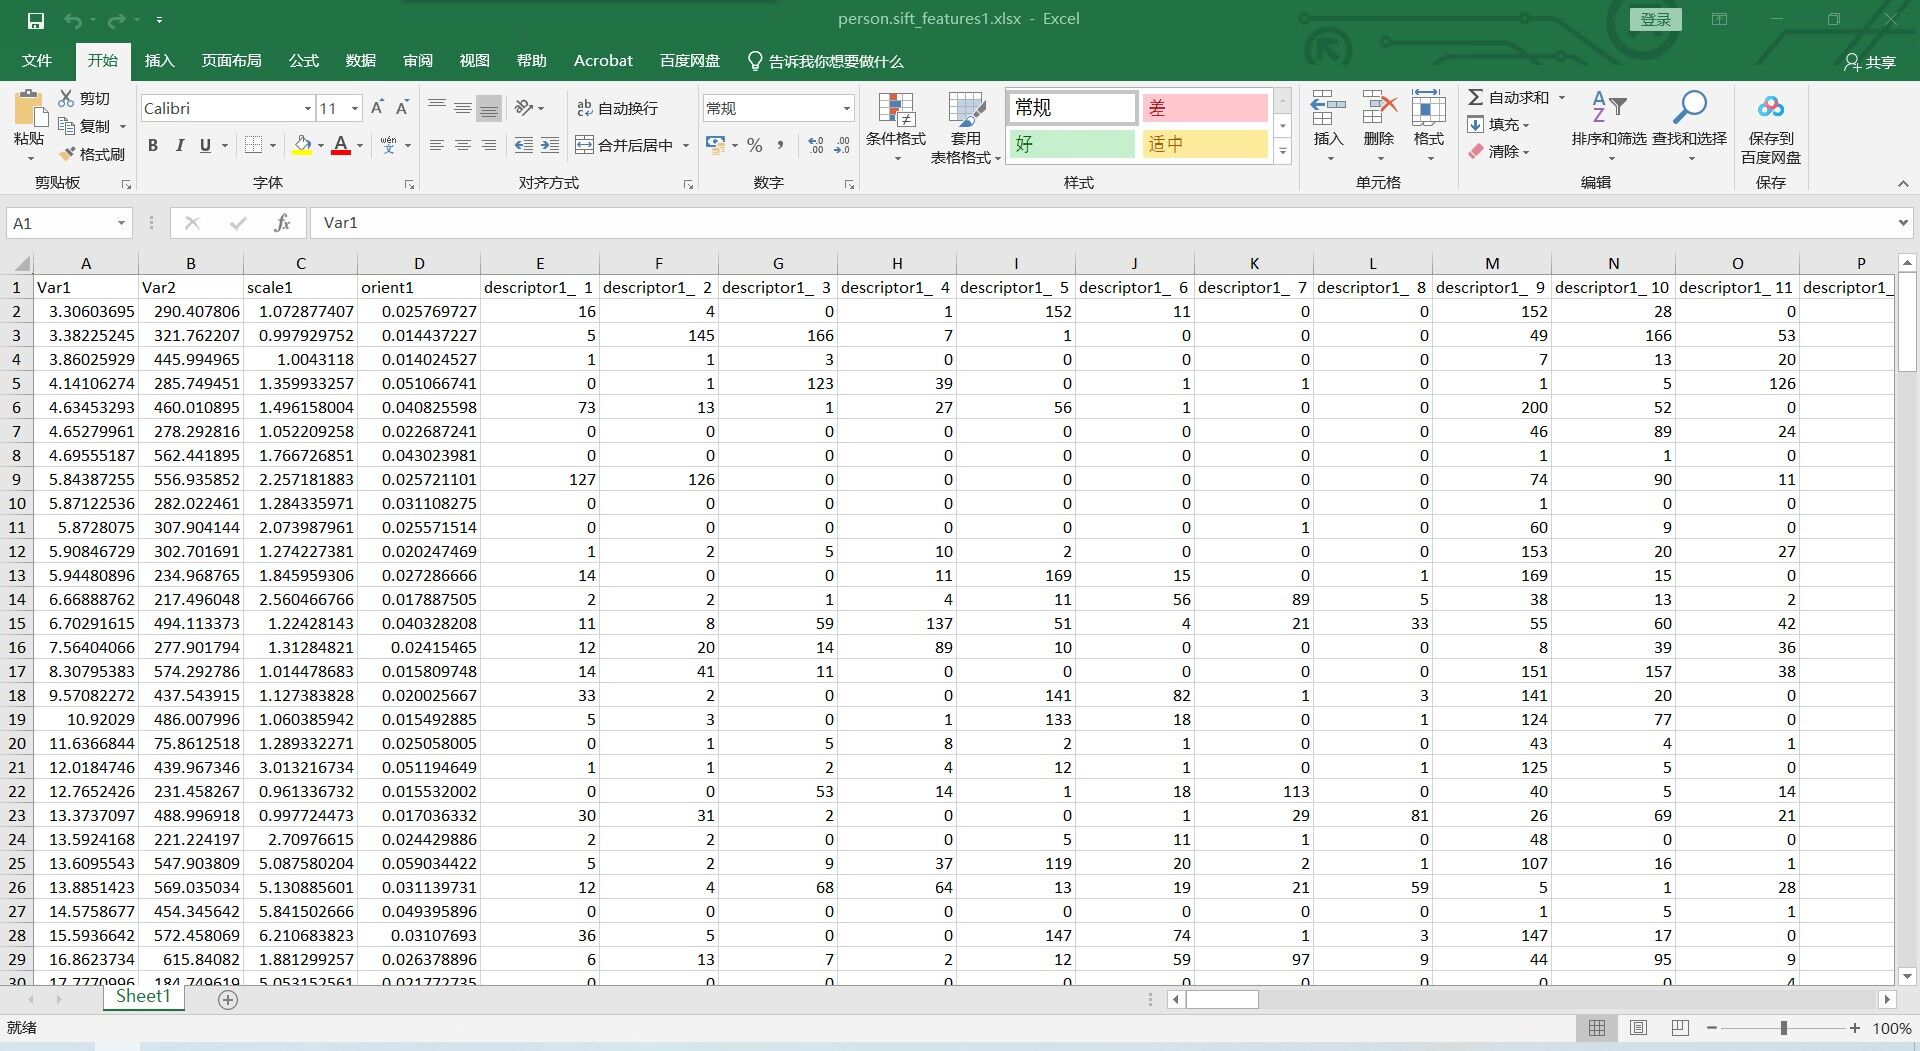 person.sift_features1.xlsx - Excel
登录
文件 开始 插入 页面布局 公式 数据 审阅 视图 帮助 Acrobat 百度网盘 告诉我你想要做什么 共享
粘贴 剪切 复制 格式刷 剪贴板
Calibri 11 B I U A wén 文 字体
ab 自动换行 合并后居中 对齐方式
常规 % 数字
条件格式 套用表格格式 常规 差 好 适中 样式
插入 删除 格式 单元格
自动求和 填充 清除 排序和筛选 查找和选择 编辑
保存到百度网盘 保存
A1 fx Var1
A B C D E F G H I J K L M N O P
1 Var1 Var2 scale1 orient1 descriptor1_ 1 descriptor1_ 2 descriptor1_ 3 descriptor1_ 4 descriptor1_ 5 descriptor1_ 6 descriptor1_ 7 descriptor1_ 8 descriptor1_ 9 descriptor1_ 10 descriptor1_ 11 descriptor1_
2 3.30603695 290.407806 1.072877407 0.025769727 16 4 0 1 152 11 0 0 152 28 0
3 3.38225245 321.762207 0.997929752 0.014437227 5 145 166 7 1 0 0 0 49 166 53
4 3.86025929 445.994965 1.0043118 0.014024527 1 1 3 0 0 0 0 0 7 13 20
5 4.14106274 285.749451 1.359933257 0.051066741 0 1 123 39 0 1 1 0 1 5 126
6 4.63453293 460.010895 1.496158004 0.040825598 73 13 1 27 56 1 0 0 200 52 0
7 4.65279961 278.292816 1.052209258 0.022687241 0 0 0 0 0 0 0 0 46 89 24
8 4.69555187 562.441895 1.766726851 0.043023981 0 0 0 0 0 0 0 0 1 1 0
9 5.84387255 556.935852 2.257181883 0.025721101 127 126 0 0 0 0 0 0 74 90 11
10 5.87122536 282.022461 1.284335971 0.031108275 0 0 0 0 0 0 0 0 1 0 0
11 5.8728075 307.904144 2.073987961 0.025571514 0 0 0 0 0 0 1 0 60 9 0
12 5.90846729 302.701691 1.274227381 0.020247469 1 2 5 10 2 0 0 0 153 20 27
13 5.94480896 234.968765 1.845959306 0.027286666 14 0 0 11 169 15 0 1 169 15 0
14 6.66888762 217.496048 2.560466766 0.017887505 2 2 1 4 11 56 89 5 38 13 2
15 6.70291615 494.113373 1.22428143 0.040328208 11 8 59 137 51 4 21 33 55 60 42
16 7.56404066 277.901794 1.31284821 0.02415465 12 20 14 89 10 0 0 0 8 39 36
17 8.30795383 574.292786 1.014478683 0.015809748 14 41 11 0 0 0 0 0 151 157 38
18 9.57082272 437.543915 1.127383828 0.020025667 33 2 0 0 141 82 1 3 141 20 0
19 10.92029 486.007996 1.060385942 0.015492885 5 3 0 1 133 18 0 1 124 77 0
20 11.6366844 75.8612518 1.289332271 0.025058005 0 1 5 8 2 1 0 0 43 4 1
21 12.0184746 439.967346 3.013216734 0.051194649 1 1 2 4 12 1 0 1 125 5 0
22 12.7652426 231.458267 0.961336732 0.015532002 0 0 53 14 1 18 113 0 40 5 14
23 13.3737097 488.996918 0.997724473 0.017036332 30 31 2 0 0 1 29 81 26 69 21
24 13.5924168 221.224197 2.70976615 0.024429886 2 2 0 0 5 11 1 0 48 0 0
25 13.6095543 547.903809 5.087580204 0.059034422 5 2 9 37 119 20 2 1 107 16 1
26 13.8851423 569.035034 5.130885601 0.031139731 12 4 68 64 13 19 21 59 5 1 28
27 14.5758677 454.345642 5.841502666 0.049395896 0 0 0 0 0 0 0 0 1 5 1
28 15.5936642 572.458069 6.210683823 0.03107693 36 5 0 0 147 74 1 3 147 17 0
29 16.8623734 615.84082 1.881299257 0.026378896 6 13 7 2 12 59 97 9 44 95 9
30 17.7770996 184.749619 5.053152561 0.021772735 0 0 0 0 0 0 0 0 0 0 4
Sheet1
就绪 100%